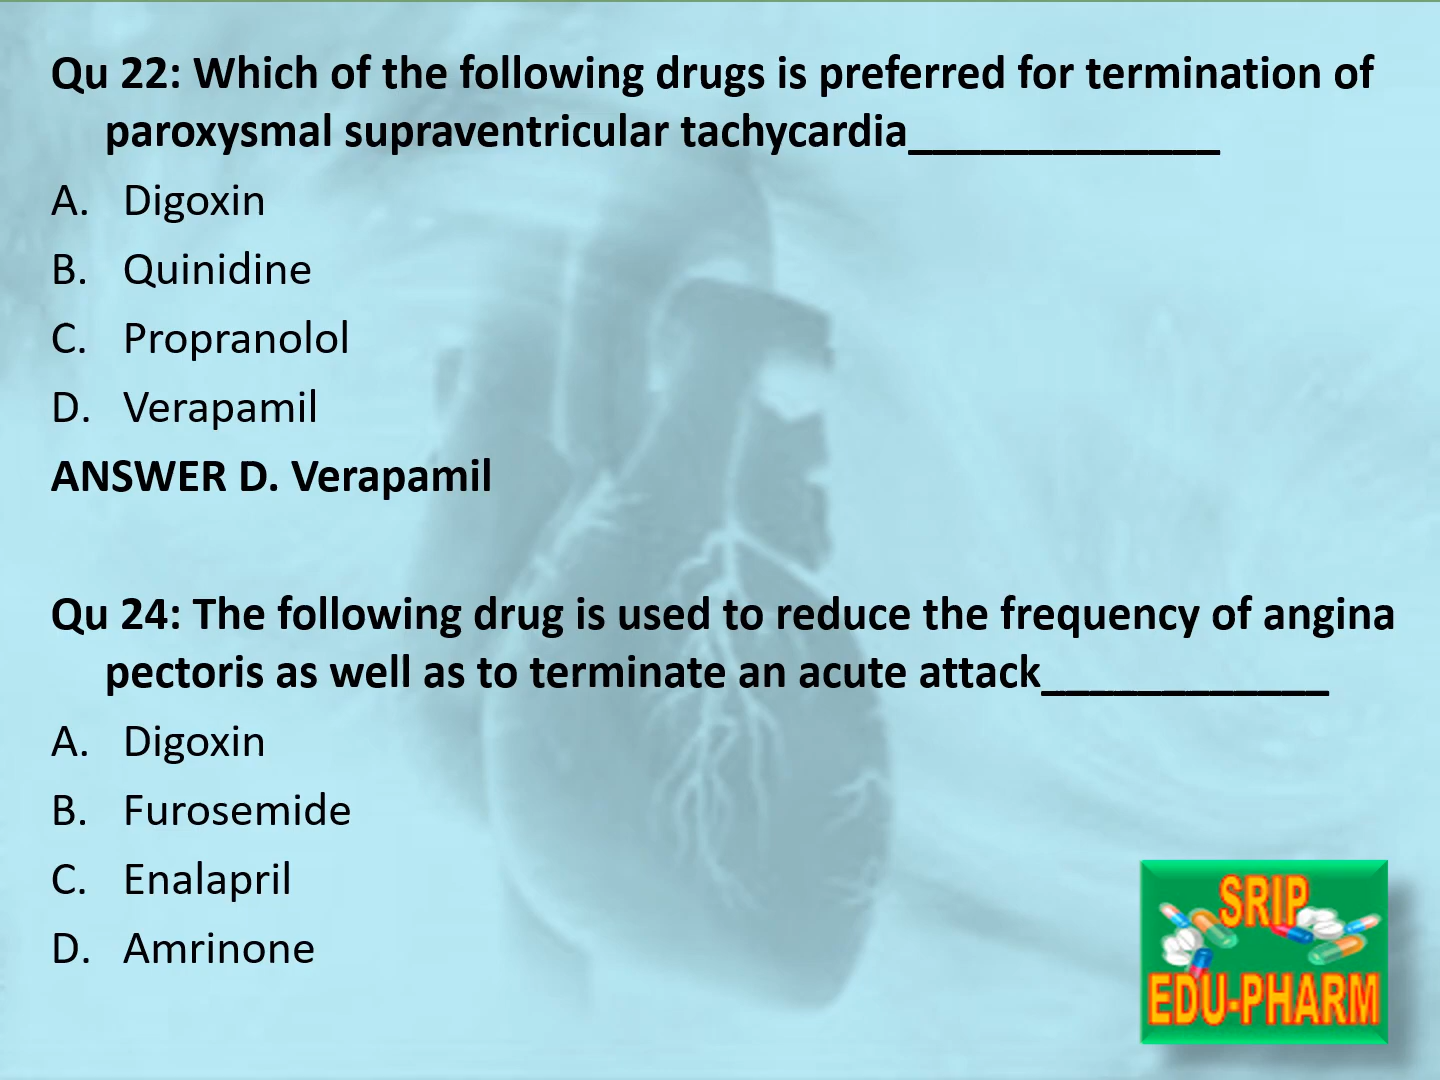 Qu 22: Which of the following drugs is preferred for termination of
paroxysmal supraventricular tachycardia_____________
A. Digoxin
B. Quinidine
C. Propranolol
D. Verapamil
ANSWER D. Verapamil
Qu 24: The following drug is used to reduce the frequency of angina
pectoris as well as to terminate an acute attack____________
A. Digoxin
B. Furosemide
C. Enalapril
D. Amrinone
SRIP
EDU-PHARM